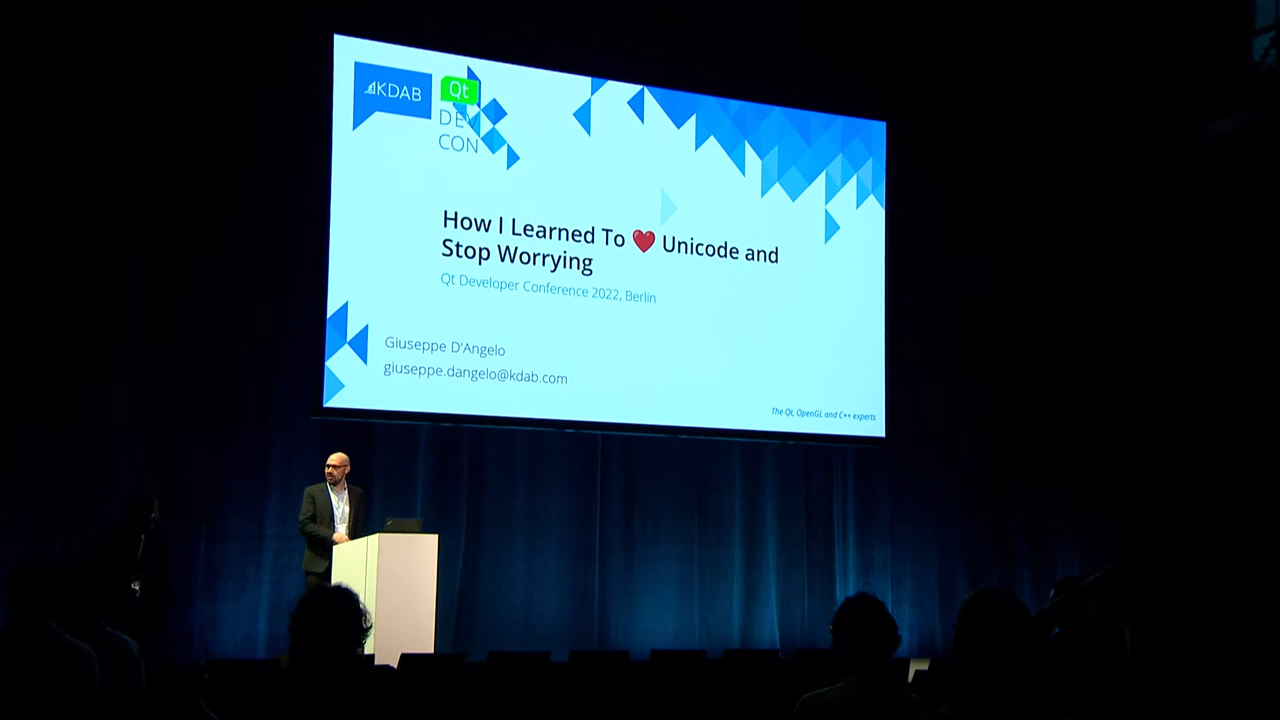 KDAB
Qt
DEV
CON
How I Learned To ❤️ Unicode and
Stop Worrying
Qt Developer Conference 2022, Berlin
Giuseppe D'Angelo
giuseppe.dangelo@kdab.com
The Qt, OpenGL and C++ experts